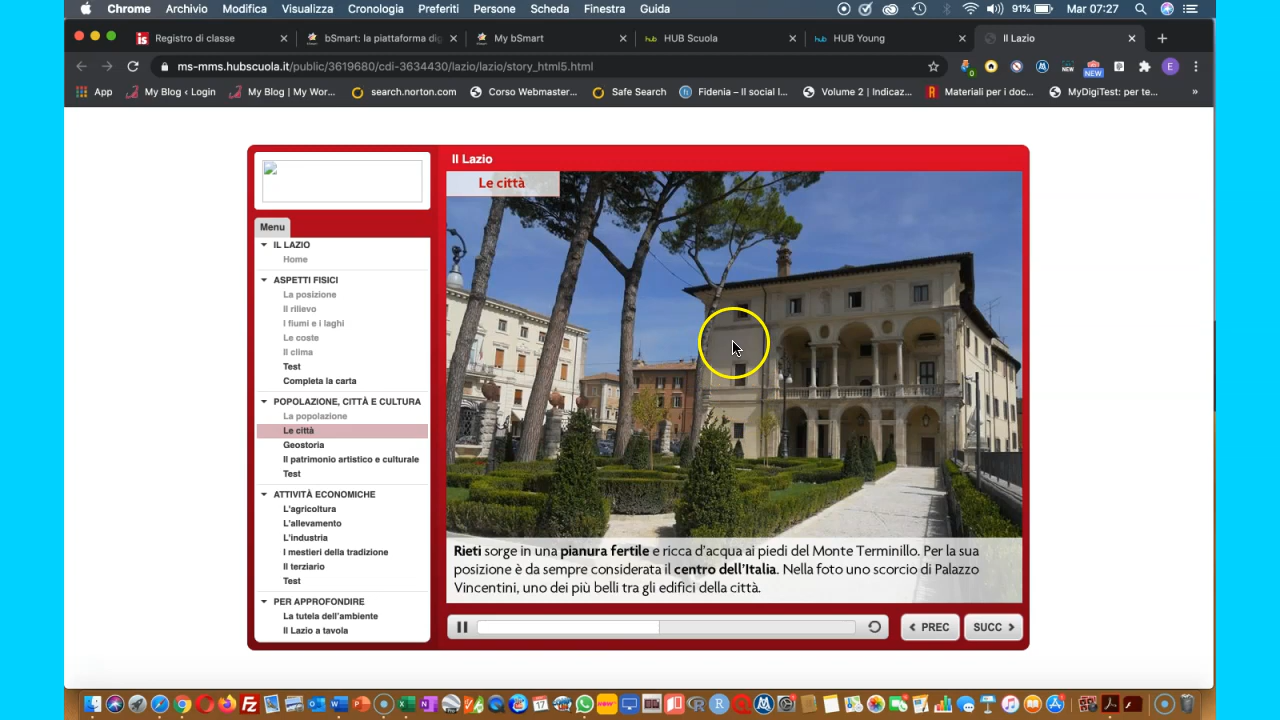 Chrome Archivio Modifica Visualizza Cronologia Preferiti Persone Scheda Finestra Guida 91% Mar 07:27
Registro di classe bSmart: la piattaforma dig My bSmart HUB Scuola HUB Young Il Lazio
ms-mms.hubscuola.it/public/3619680/cdi-3634430/lazio/lazio/story_html5.html
App My Blog ‹ Login My Blog | My Wor... search.norton.com Corso Webmaster... Safe Search Fidenia – Il social l... Volume 2 | Indicaz... Materiali per i doc... MyDigiTest: per te... »
Il Lazio
Le città
Menu
IL LAZIO
Home
ASPETTI FISICI
La posizione
Il rilievo
I fiumi e i laghi
Le coste
Il clima
Test
Completa la carta
POPOLAZIONE, CITTÀ E CULTURA
La popolazione
Le città
Geostoria
Il patrimonio artistico e culturale
Test
ATTIVITÀ ECONOMICHE
L'agricoltura
L'allevamento
L'industria
I mestieri della tradizione
Il terziario
Test
PER APPROFONDIRE
La tutela dell'ambiente
Il Lazio a tavola
Rieti sorge in una pianura fertile e ricca d'acqua ai piedi del Monte Terminillo. Per la sua
posizione è da sempre considerata il centro dell'Italia. Nella foto uno scorcio di Palazzo
Vincentini, uno dei più belli tra gli edifici della città.
PREC SUCC